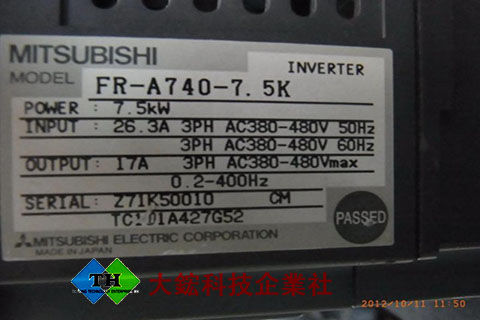 MITSUBISHI
INVERTER
MODEL FR-A740-7.5K
POWER : 7.5kW
INPUT : 26.3A 3PH AC380-480V 50Hz
3PH AC380-480V 60Hz
OUTPUT: 17A 3PH AC380-480Vmax
0.2-400Hz
SERIAL: Z71K50010 CM
PASSED
MITSUBISHI ELECTRIC CORPORATION
MADE IN JAPAN
TH
大鋐科技企業社
2012/10/11 11:50